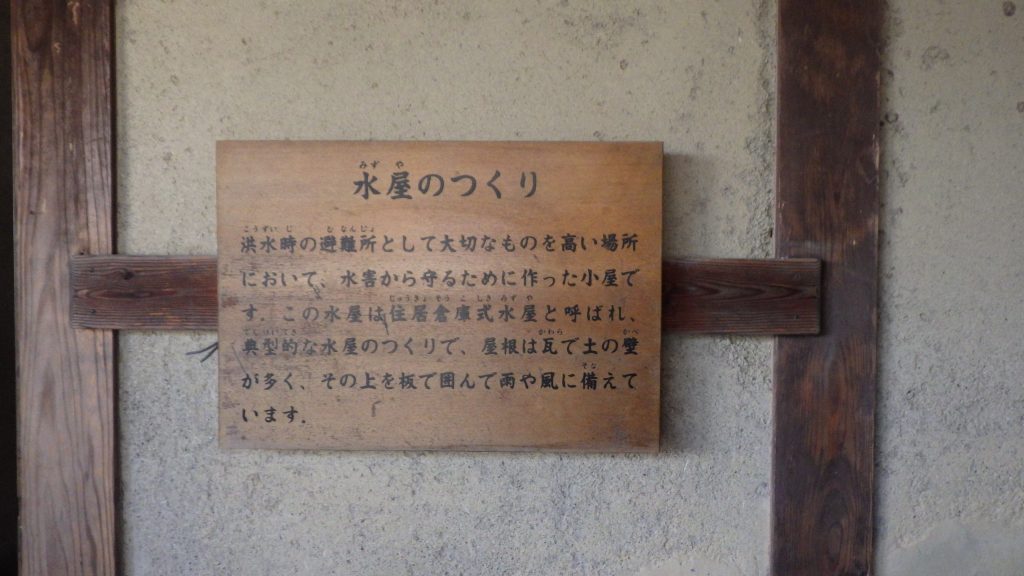 水屋のつくり
洪水時の避難所として大切なものを高い場所
において、水害から守るために作った小屋で
す．この水屋は住居倉庫式水屋と呼ばれ、
典型的な水屋のつくりで、屋根は瓦で土の壁
が多く、その上を板で囲んで雨や風に備えて
います．